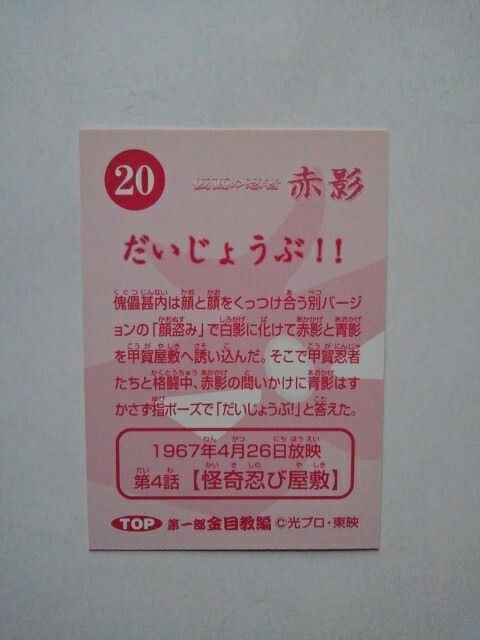 20
仮面の忍者 赤影
だいじょうぶ!!
傀儡甚内は顔と顔をくっつけ合う別バージ
ョンの「顔盗み」で白影に化けて赤影と青影
を甲賀屋敷へ誘い込んだ。そこで甲賀忍者
たちと格闘中、赤影の問いかけに青影はす
かさず指ポーズで「だいじょうぶ!」と答えた。
1967年4月26日放映
第4話【怪奇忍び屋敷】
TOP 第一部 金目教編 ©光プロ・東映